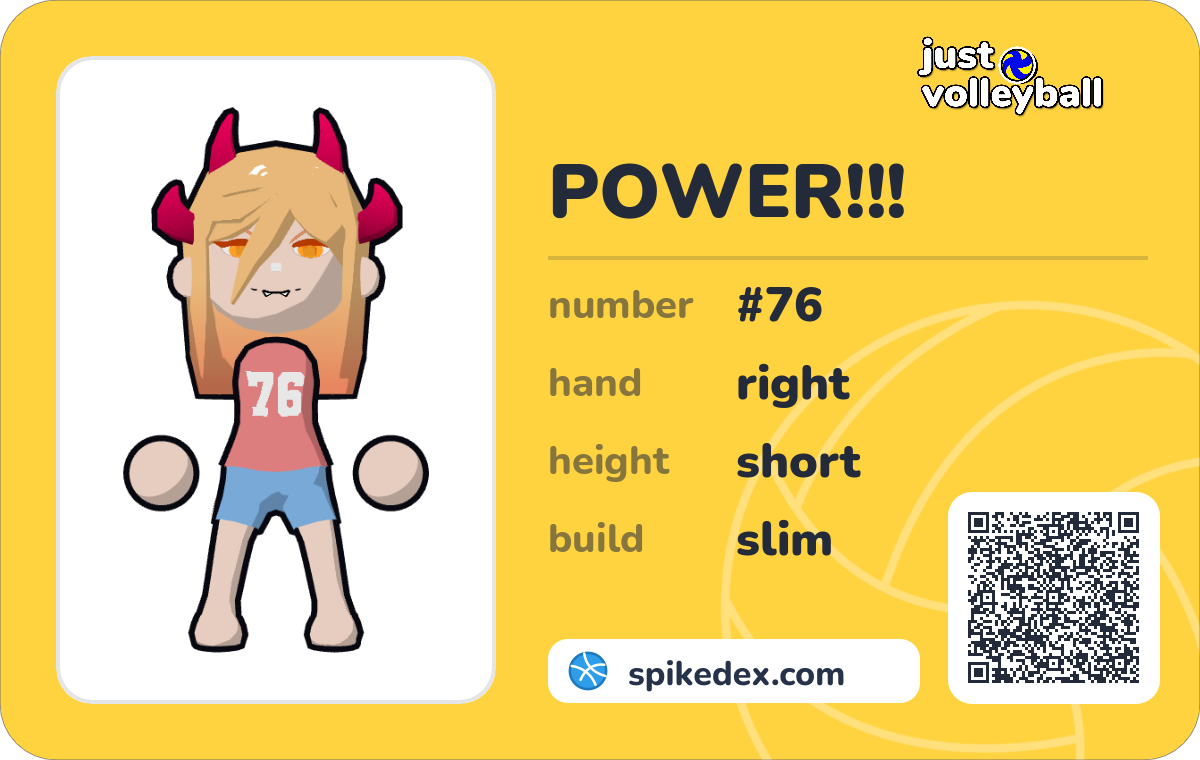 just
volleyball
POWER!!!
number #76
hand right
height short
build slim
76
spikedex.com